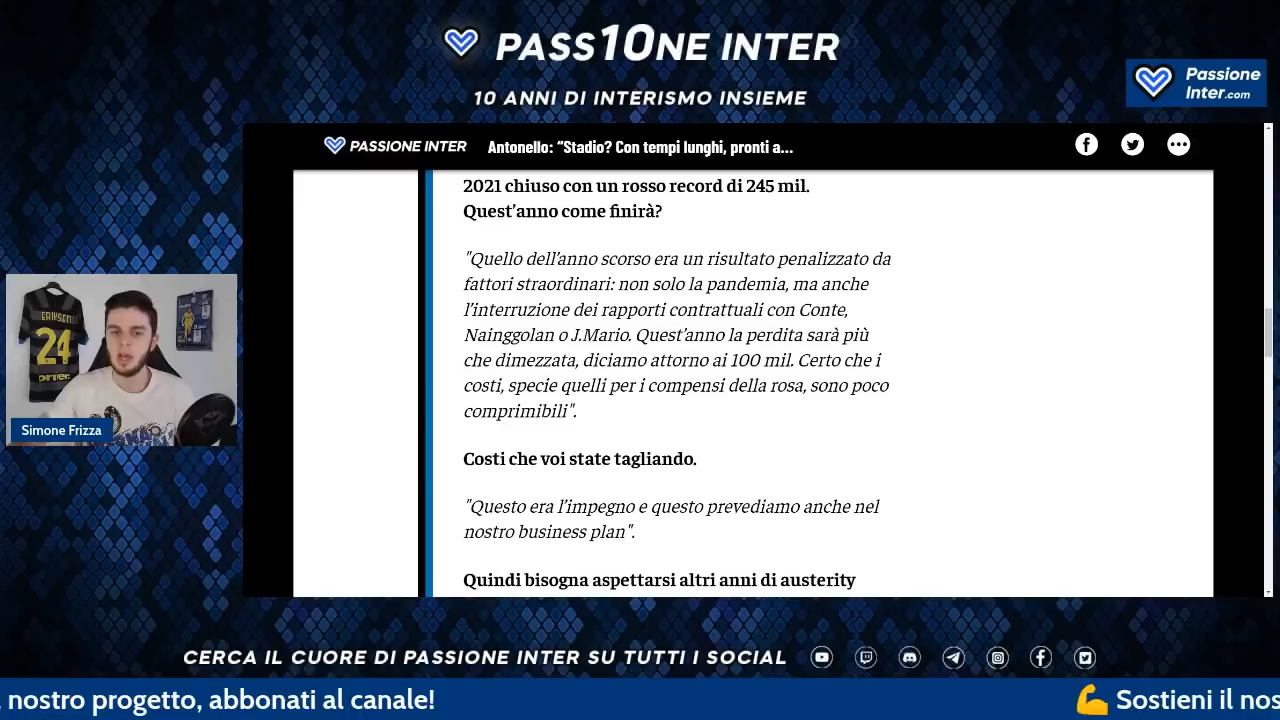 PASS10NE INTER
10 ANNI DI INTERISMO INSIEME
Passione
Inter.com
PASSIONE INTER
Antonello: “Stadio? Con tempi lunghi, pronti a...
2021 chiuso con un rosso record di 245 mil.
Quest’anno come finirà?
"Quello dell’anno scorso era un risultato penalizzato da
fattori straordinari: non solo la pandemia, ma anche
l’interruzione dei rapporti contrattuali con Conte,
Nainggolan o J.Mario. Quest’anno la perdita sarà più
che dimezzata, diciamo attorno ai 100 mil. Certo che i
costi, specie quelli per i compensi della rosa, sono poco
comprimibili".
Costi che voi state tagliando.
"Questo era l’impegno e questo prevediamo anche nel
nostro business plan".
Quindi bisogna aspettarsi altri anni di austerity
ERIKSEN
24
Simone Frizza
CERCA IL CUORE DI PASSIONE INTER SU TUTTI I SOCIAL
nostro progetto, abbonati al canale!
💪 Sostieni il nos